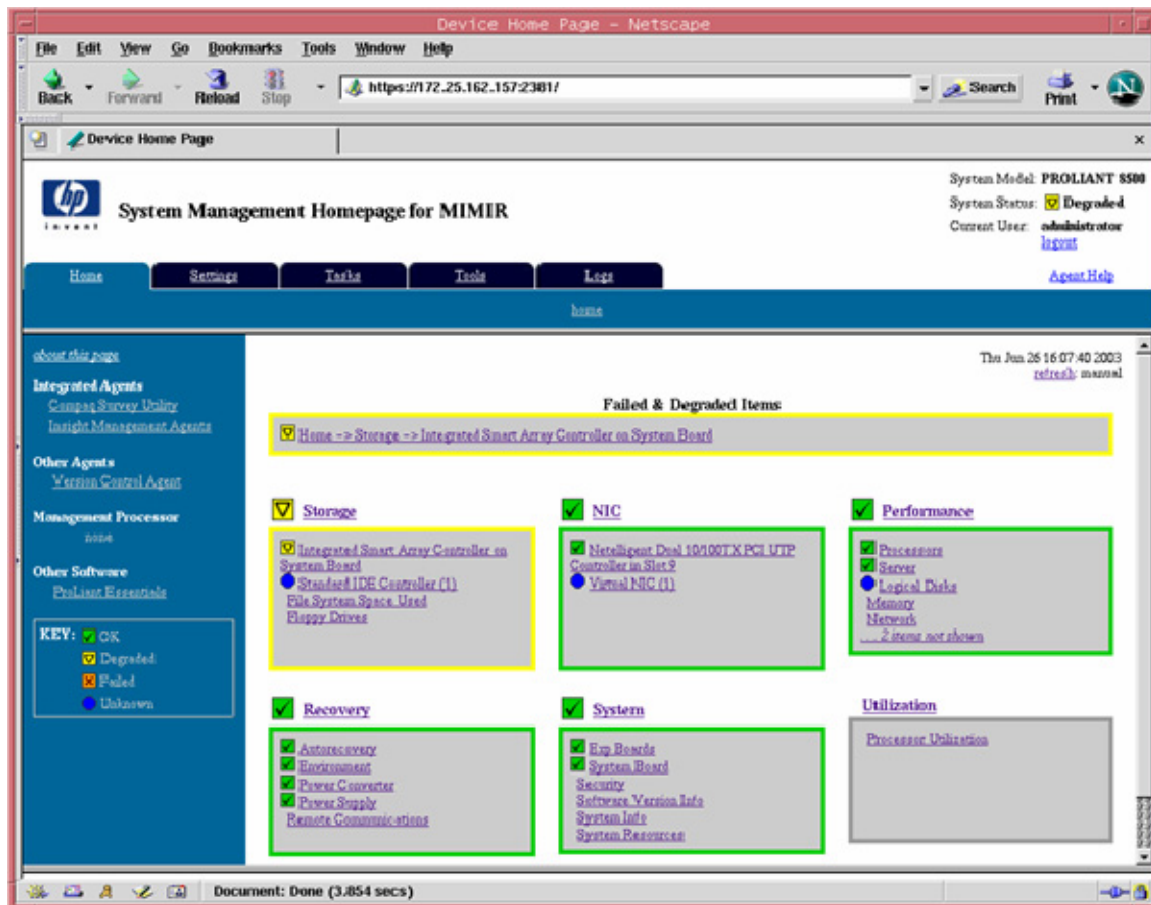 Device Home Page - Netscape
File Edit View Go Bookmarks Tools Window Help
Back Forward Reload Stop https://172.25.162.157:2381/ Search Print N
Device Home Page
hp
invent
System Management Homepage for MIMIR
System Model: PROLIANT 8500
System Status: Degraded
Current User: administrator
logout
Home Settings Tasks Tools Logs
Agent Help
home
about this page
Integrated Agents
Compaq Survey Utility
Insight Management Agents
Other Agents
Version Control Agent
Management Processor
none
Other Software
ProLiant Essentials
KEY: OK
Degraded
Failed
Unknown
Thu Jun 26 16:07:40 2003
refresh: manual
Failed & Degraded Items:
Home -> Storage -> Integrated Smart Array Controller on System Board
Storage
Integrated Smart Array Controller on
System Board
Standard IDE Controller (1)
File System Space Used
Floppy Drives
NIC
Netelligent Dual 10/100TX PCI UTP
Controller in Slot 9
Virtual NIC (1)
Performance
Processors
Server
Logical Disks
Memory
Network
.... 2 items not shown
Recovery
Autorecovery
Environment
Power Converter
Power Supply
Remote Communications
System
Exp Boards
System Board
Security
Software Version Info
System Info
System Resources
Utilization
Processor Utilization
Document: Done (3.854 secs)